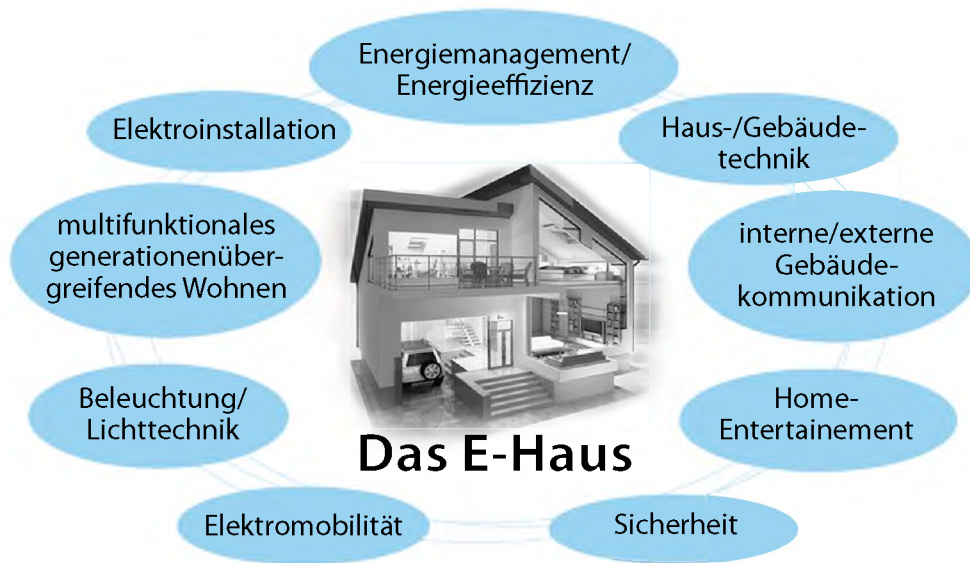 Energiemanagement/
Energieeffizienz
Elektroinstallation
Haus-/Gebäude-
technik
multifunktionales
generationenüber-
greifendes Wohnen
interne/externe
Gebäude-
kommunikation
Beleuchtung/
Lichttechnik
Home-
Entertainement
Das E-Haus
Elektromobilität
Sicherheit